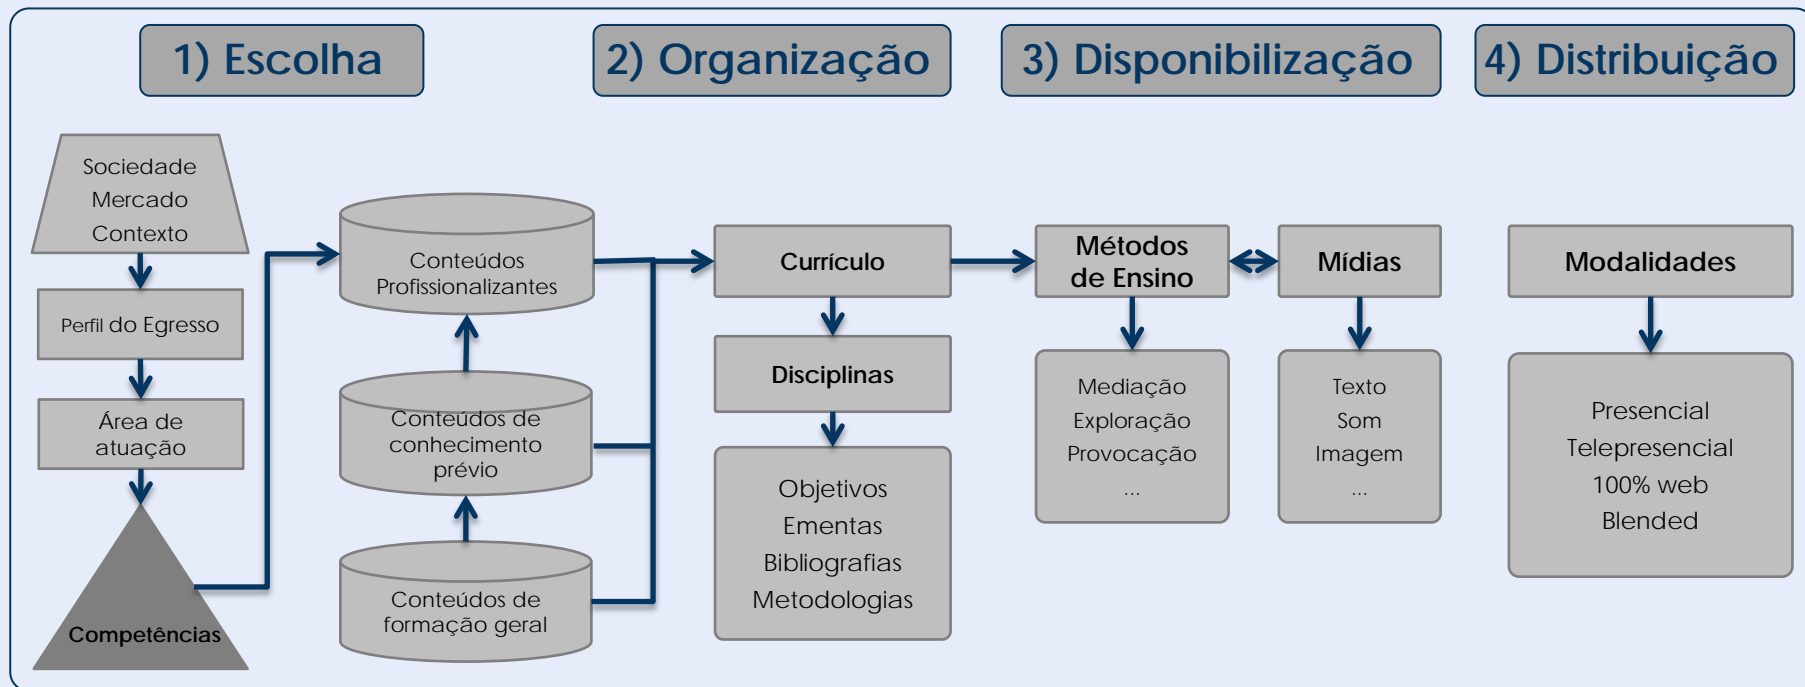 1) Escolha
2) Organização
3) Disponibilização
4) Distribuição
Sociedade
Mercado
Contexto
Perfil do Egresso
Área de
atuação
Competências
Conteúdos
Profissionalizantes
Conteúdos de
conhecimento
prévio
Conteúdos de
formação geral
Currículo
Disciplinas
Objetivos
Ementas
Bibliografias
Metodologias
Métodos
de Ensino
Mediação
Exploração
Provocação
...
Mídias
Texto
Som
Imagem
...
Modalidades
Presencial
Telepresencial
100% web
Blended